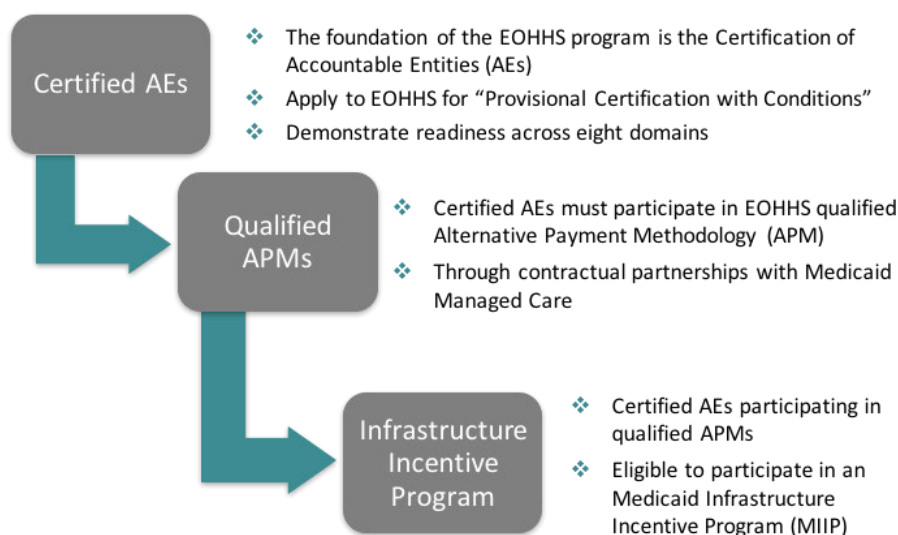 Certified AEs
❖ The foundation of the EOHHS program is the Certification of
Accountable Entities (AEs)
❖ Apply to EOHHS for “Provisional Certification with Conditions”
❖ Demonstrate readiness across eight domains
Qualified
APMs
❖ Certified AEs must participate in EOHHS qualified
Alternative Payment Methodology (APM)
❖ Through contractual partnerships with Medicaid
Managed Care
Infrastructure
Incentive
Program
❖ Certified AEs participating in
qualified APMs
❖ Eligible to participate in an
Medicaid Infrastructure
Incentive Program (MIIP)